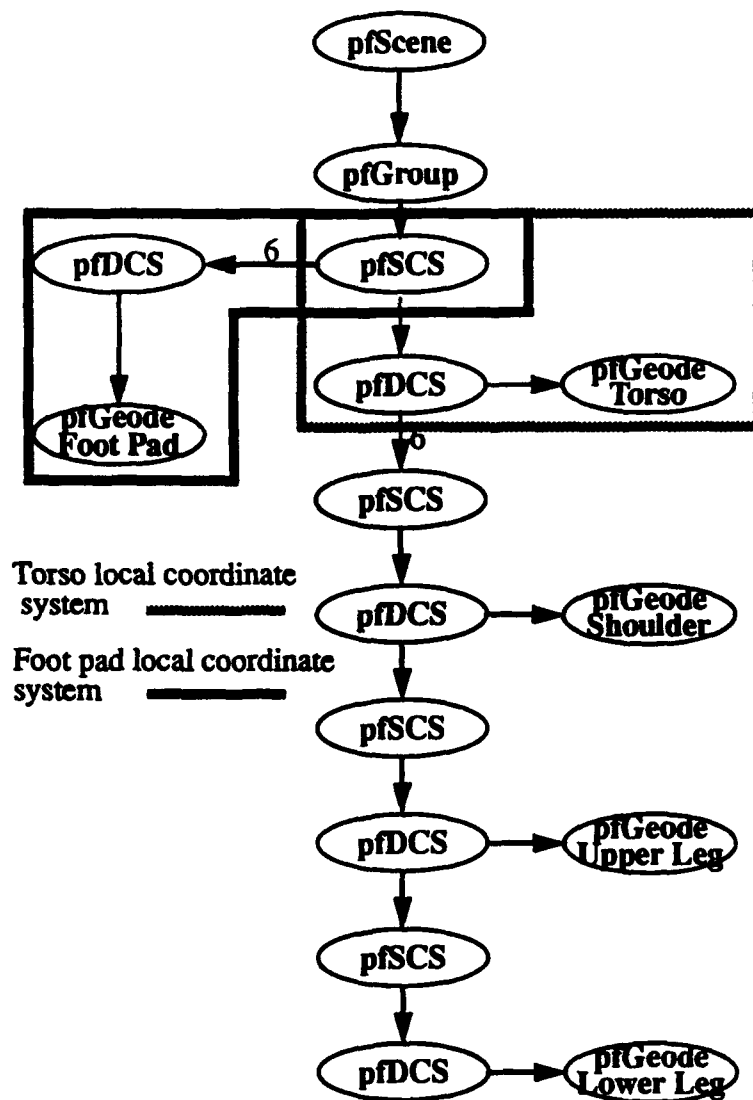 pfScene
pfGroup
pfDCS
6
pfSCS
pfDCS
pfGeode
Torso
pfGeode
Foot Pad
6
pfSCS
Torso local coordinate
system
pfDCS
pfGeode
Shoulder
Foot pad local coordinate
system
pfSCS
pfDCS
pfGeode
Upper Leg
pfSCS
pfDCS
pfGeode
Lower Leg